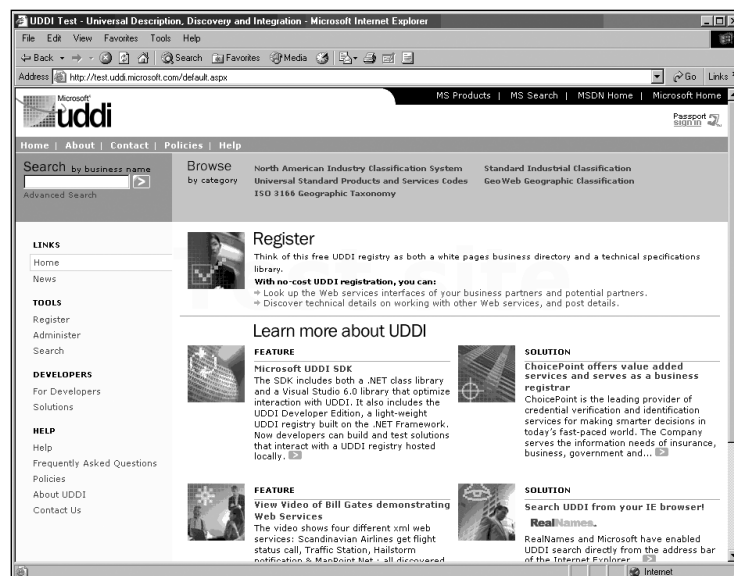 UDDI Test - Universal Description, Discovery and Integration - Microsoft Internet Explorer
File Edit View Favorites Tools Help
Back Search Favorites Media
Address http://test.uddi.microsoft.com/default.aspx Go Links
MS Products | MS Search | MSDN Home | Microsoft Home
Microsoft
uddi
Passport
sign in
Home | About | Contact | Policies | Help
Search by business name
Advanced Search
Browse
by category
North American Industry Classification System
Universal Standard Products and Services Codes
ISO 3166 Geographic Taxonomy
Standard Industrial Classification
GeoWeb Geographic Classification
LINKS
Home
News
TOOLS
Register
Administer
Search
DEVELOPERS
For Developers
Solutions
HELP
Help
Frequently Asked Questions
Policies
About UDDI
Contact Us
Register
Think of this free UDDI registry as both a white pages business directory and a technical specifications
library.
With no-cost UDDI registration, you can:
Look up the Web services interfaces of your business partners and potential partners.
Discover technical details on working with other Web services, and post details.
Learn more about UDDI
FEATURE
Microsoft UDDI SDK
The SDK includes both a .NET class library
and a Visual Studio 6.0 library that optimize
interaction with UDDI. It also includes the
UDDI Developer Edition, a light-weight
UDDI registry built on the .NET Framework.
Now developers can build and test solutions
that interact with a UDDI registry hosted
locally.
SOLUTION
ChoicePoint offers value added
services and serves as a business
registrar
ChoicePoint is the leading provider of
credential verification and identification
services for making smarter decisions in
today's fast-paced world. The Company
serves the information needs of insurance,
business, government and...
FEATURE
View Video of Bill Gates demonstrating
Web Services
The video shows four different xml web
services: Scandinavian Airlines get flight
status call, Traffic Station, Hailstorm
notification & MapPoint Net - all discovered
SOLUTION
Search UDDI from your IE browser!
RealNames.
RealNames and Microsoft have enabled
UDDI search directly from the address bar
of the Internet Explorer
Internet